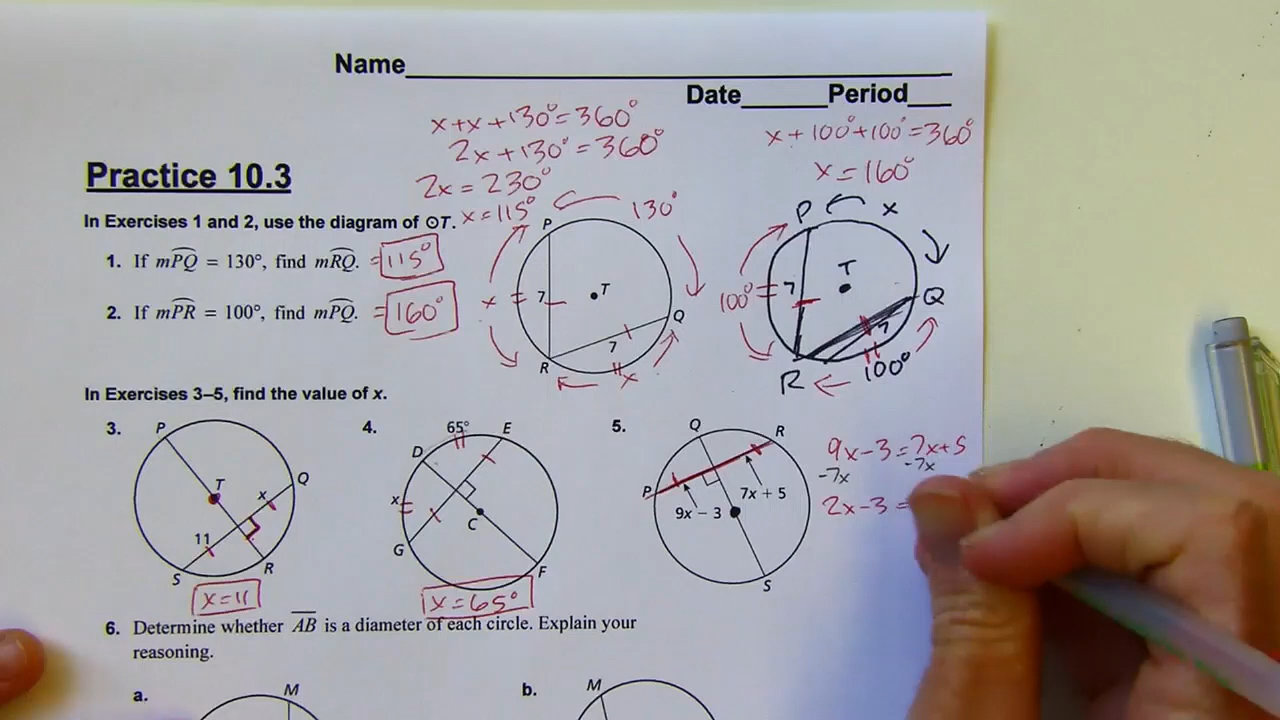 Name
Date Period
x+x+130°=360°
2x+130°=360°
2x=230°
x=115°
x+100°+100°=360°
x=160°
Practice 10.3
In Exercises 1 and 2, use the diagram of ⊙T.
1. If mPQ = 130°, find mRQ. =115°
2. If mPR = 100°, find mPQ. =160°
P
130°
x
7
T
Q
7
R
x
P
x
100°
7
T
Q
7
R
100°
In Exercises 3–5, find the value of x.
3.
P
T
Q
x
11
S
R
x=11
4.
65°
E
D
x
C
G
F
x=65°
5.
Q
R
P
7x + 5
9x − 3
S
9x-3=7x+5
-7x -7x
2x-3=
6. Determine whether AB is a diameter of each circle. Explain your
reasoning.
a.
M
b.
M